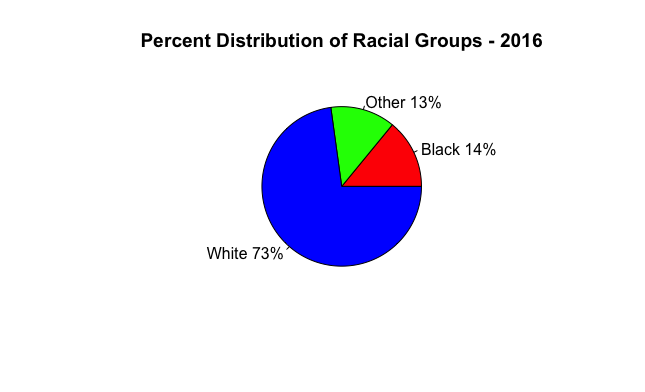 Percent Distribution of Racial Groups - 2016
Other 13%
Black 14%
White 73%